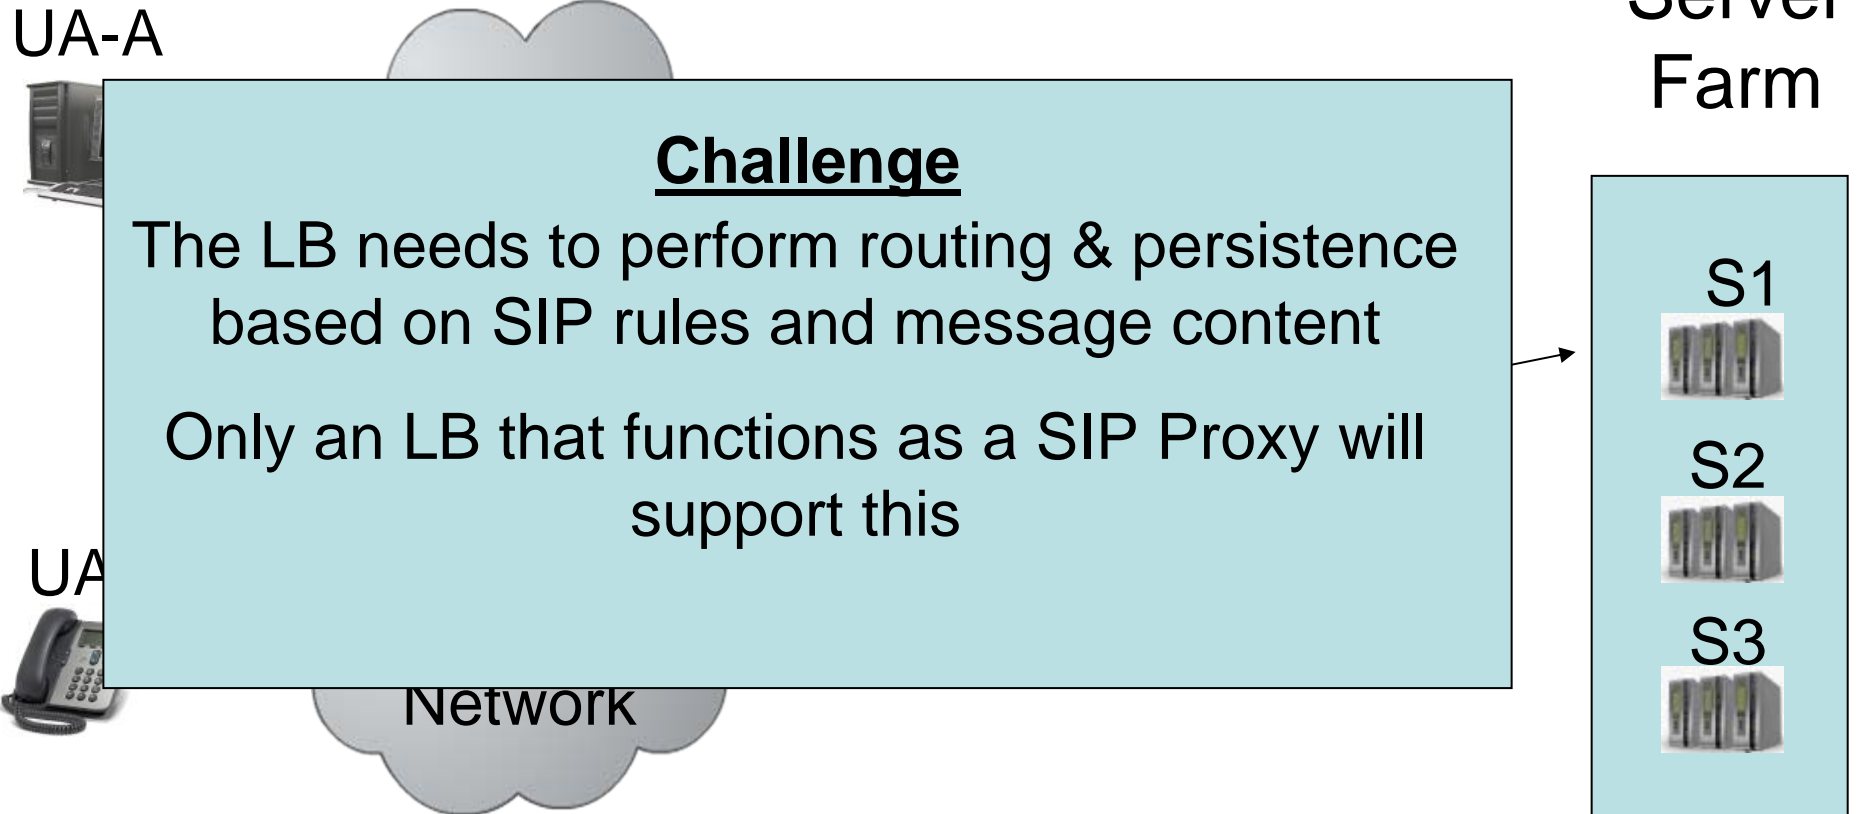 UA-A
Server
Farm
Challenge
The LB needs to perform routing & persistence
based on SIP rules and message content
Only an LB that functions as a SIP Proxy will
support this
S1
S2
S3
UA
Network